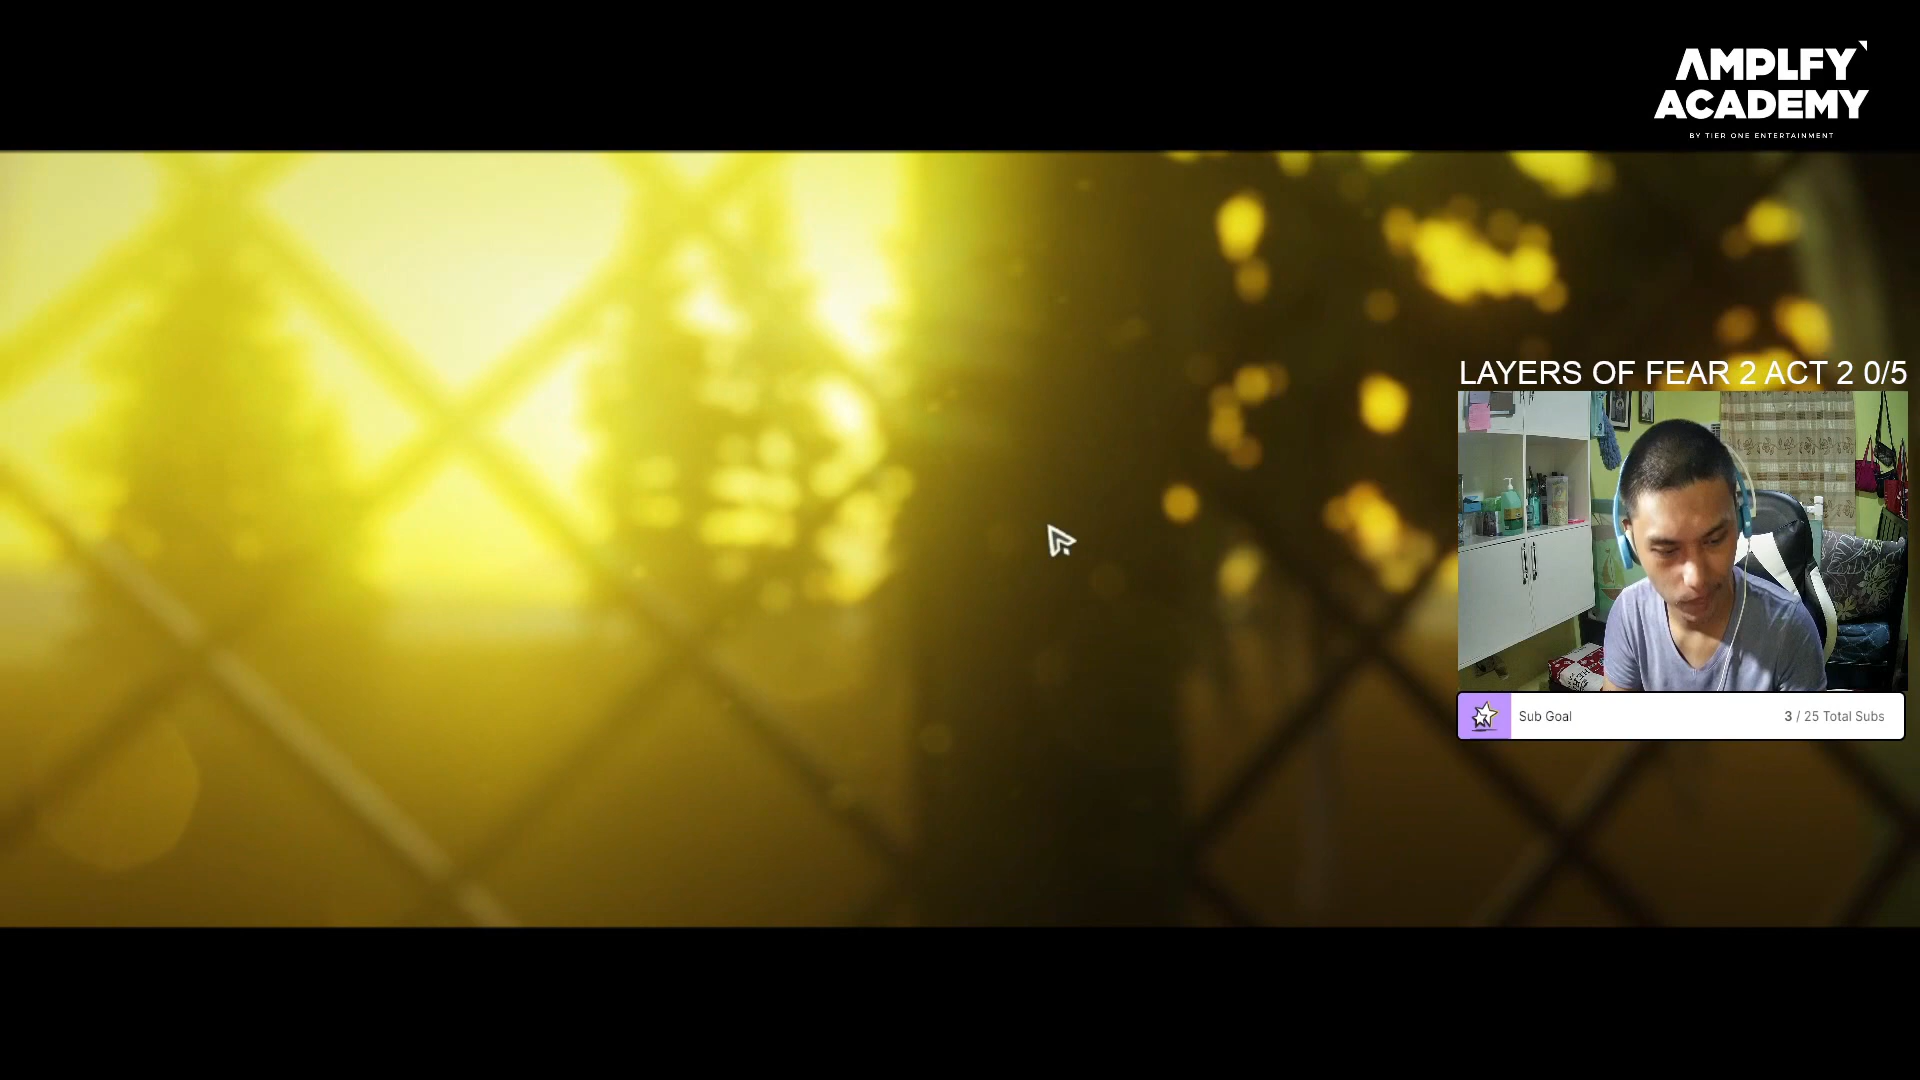 AMPLFY
ACADEMY
BY TIER ONE ENTERTAINMENT
LAYERS OF FEAR 2 ACT 2 0/5
Sub Goal
3 / 25 Total Subs